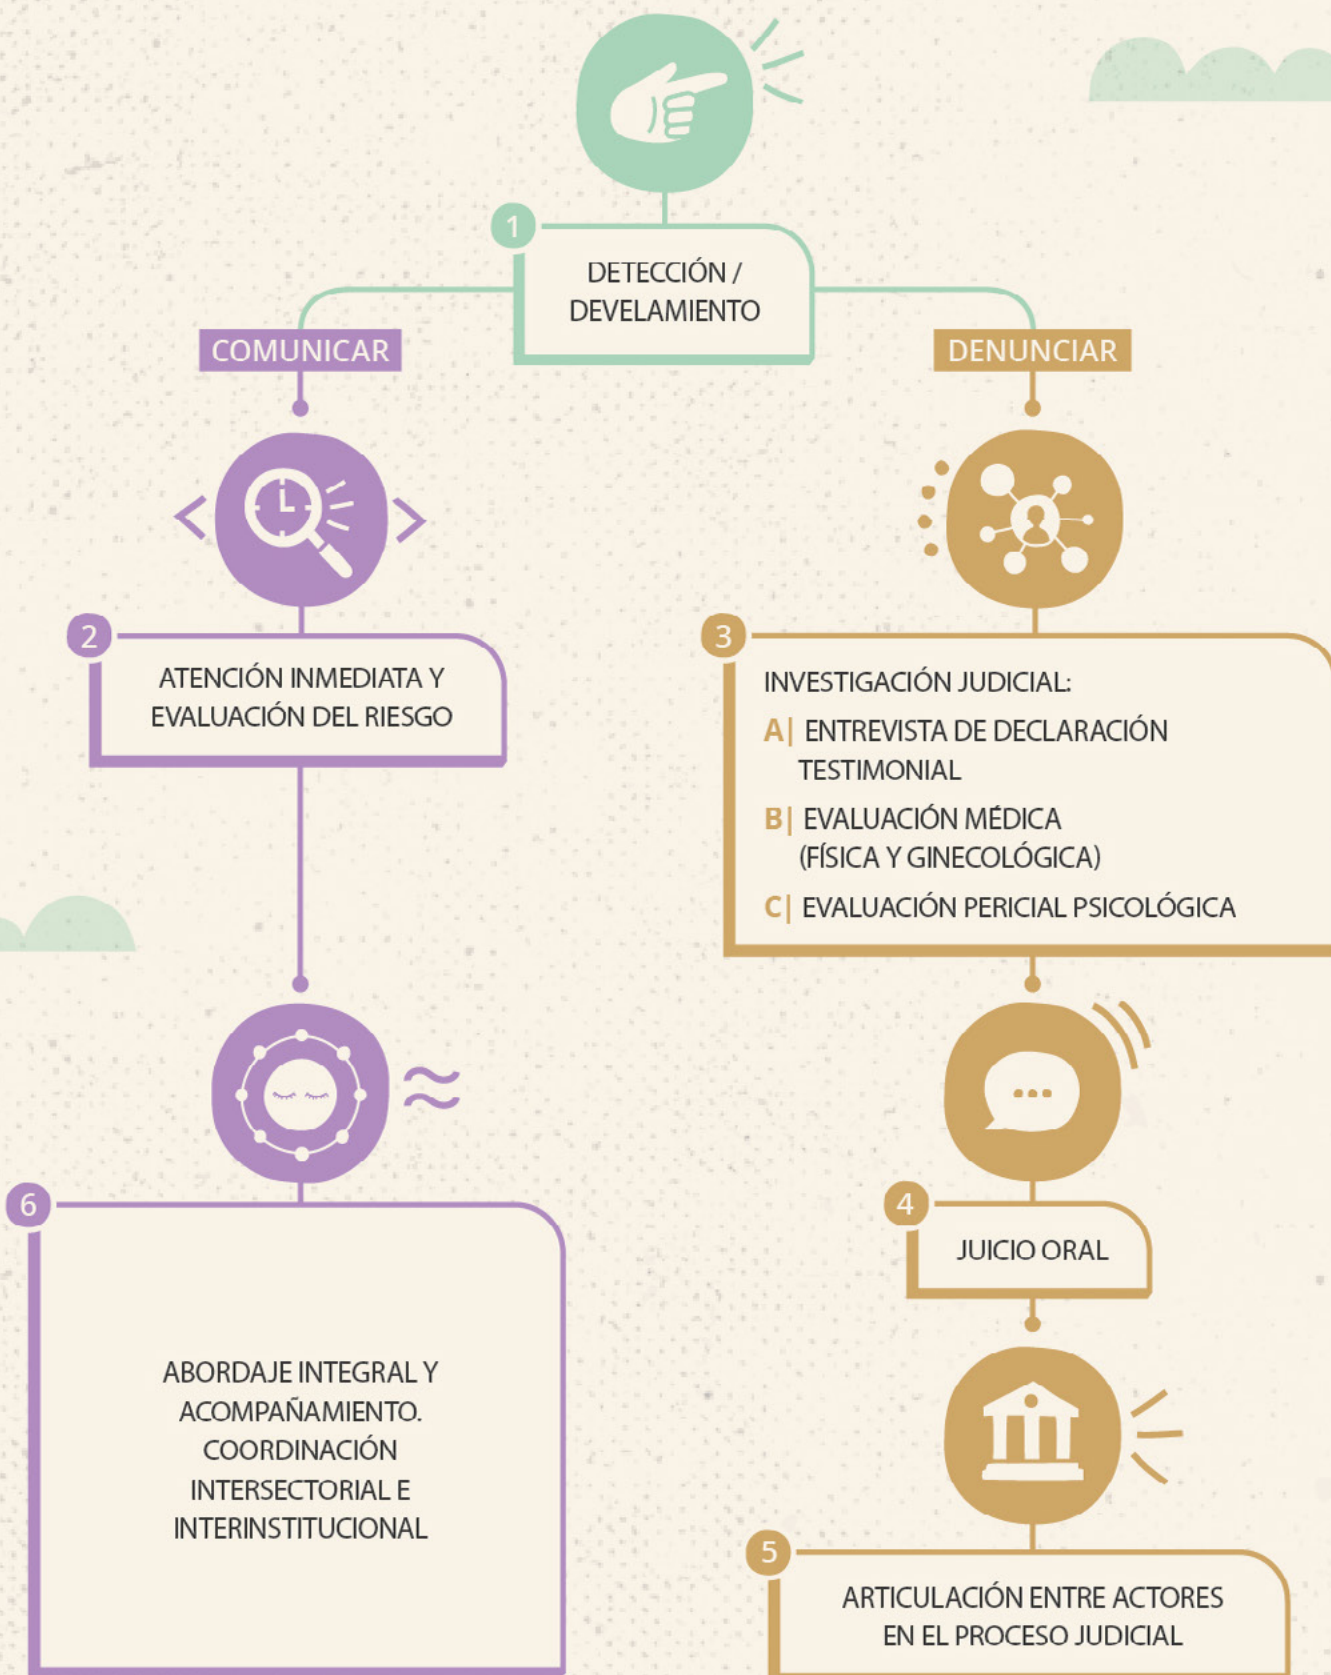 1
DETECCIÓN /
DEVELAMIENTO
COMUNICAR
DENUNCIAR
2
ATENCIÓN INMEDIATA Y
EVALUACIÓN DEL RIESGO
3
INVESTIGACIÓN JUDICIAL:
A| ENTREVISTA DE DECLARACIÓN
TESTIMONIAL
B| EVALUACIÓN MÉDICA
(FÍSICA Y GINECOLÓGICA)
C| EVALUACIÓN PERICIAL PSICOLÓGICA
6
ABORDAJE INTEGRAL Y
ACOMPAÑAMIENTO.
COORDINACIÓN
INTERSECTORIAL E
INTERINSTITUCIONAL
4
JUICIO ORAL
5
ARTICULACIÓN ENTRE ACTORES
EN EL PROCESO JUDICIAL